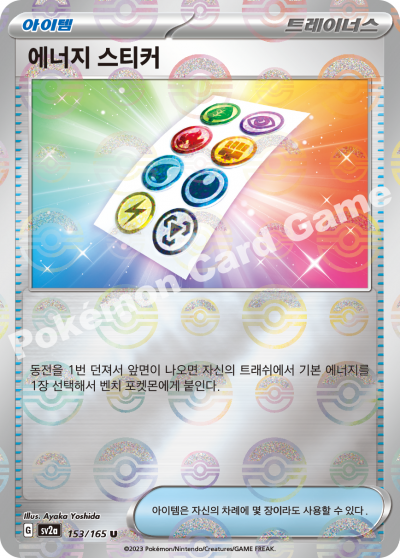 아이템
트레이너스
에너지 스티커
Pokémon Card Game
동전을 1번 던져서 앞면이 나오면 자신의 트래쉬에서 기본 에너지를
1장 선택해서 벤치 포켓몬에게 붙인다.
Illus. Ayaka Yoshida
G sv2a 153/165 U
아이템은 자신의 차례에 몇 장이라도 사용할 수 있다.
©2023 Pokémon/Nintendo/Creatures/GAME FREAK.